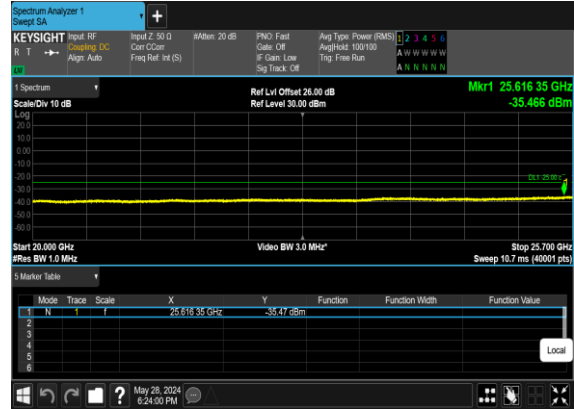 Spectrum Analyzer 1
Swept SA
+
KEYSIGHT Input: RF Input Z: 50 Ω #Atten: 20 dB PNO: Fast Avg Type: Power (RMS) 1 2 3 4 5 6
R T Coupling: DC Corr CCorr Gate: Off Avg|Hold: 100/100 A W W W W W
Align: Auto Freq Ref: Int (S) IF Gain: Low Trig: Free Run
LM Sig Track: Off A N N N N N
1 Spectrum Ref Lvl Offset 26.00 dB Mkr1 25.616 35 GHz
Scale/Div 10 dB Ref Level 30.00 dBm -35.466 dBm
Log
20.0
10.0
0.00
-10.0
-20.0
-30.0
-40.0
-50.0
-60.0
Start 20.000 GHz Video BW 3.0 MHz* Stop 25.700 GHz
#Res BW 1.0 MHz Sweep 10.7 ms (40001 pts)
5 Marker Table
Mode Trace Scale X Y Function Function Width Function Value
1 N 1 f 25.616 35 GHz -35.47 dBm
2
3
4
5
6
Local
? May 28, 2024
6:24:00 PM